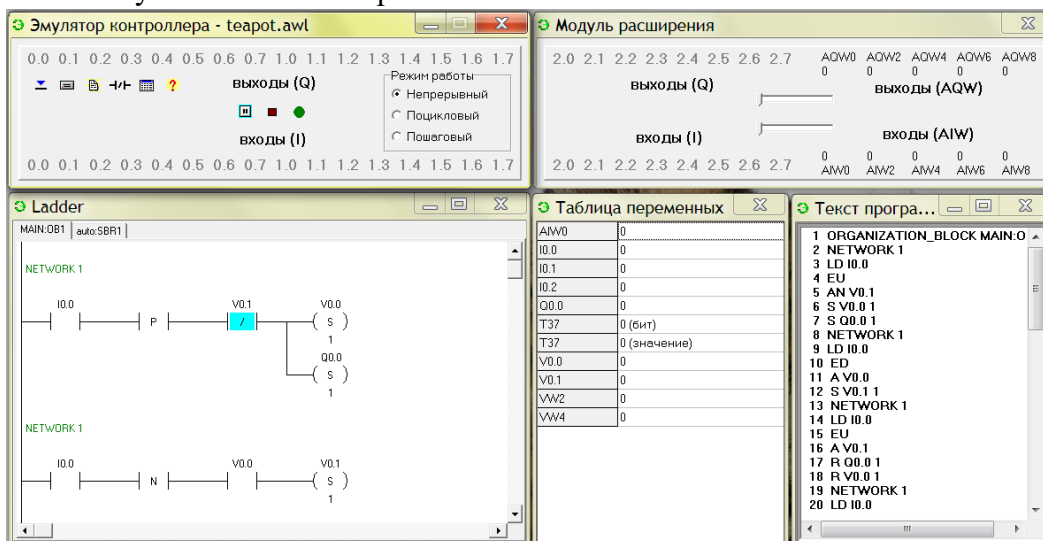 Эмулятор контроллера - teapot.awl
0.0 0.1 0.2 0.3 0.4 0.5 0.6 0.7 1.0 1.1 1.2 1.3 1.4 1.5 1.6 1.7
выходы (Q)
Режим работы
Непрерывный
Поцикловый
Пошаговый
входы (I)
0.0 0.1 0.2 0.3 0.4 0.5 0.6 0.7 1.0 1.1 1.2 1.3 1.4 1.5 1.6 1.7
Модуль расширения
2.0 2.1 2.2 2.3 2.4 2.5 2.6 2.7
AQW0 AQW2 AQW4 AQW6 AQW8
0 0 0 0 0
выходы (Q)
выходы (AQW)
входы (I)
входы (AIW)
2.0 2.1 2.2 2.3 2.4 2.5 2.6 2.7
0 0 0 0 0
AIW0 AIW2 AIW4 AIW6 AIW8
Ladder
MAIN:OB1 auto:SBR1
NETWORK 1
I0.0 V0.1 V0.0
P / S
1
Q0.0
S
1
NETWORK 1
I0.0 V0.0 V0.1
N S
1
Таблица переменных
AIW0 0
I0.0 0
I0.1 0
I0.2 0
Q0.0 0
T37 0 (бит)
T37 0 (значение)
V0.0 0
V0.1 0
VW2 0
VW4 0
Текст програ...
1 ORGANIZATION_BLOCK MAIN:O
2 NETWORK 1
3 LD I0.0
4 EU
5 AN V0.1
6 S V0.0 1
7 S Q0.0 1
8 NETWORK 1
9 LD I0.0
10 ED
11 A V0.0
12 S V0.1 1
13 NETWORK 1
14 LD I0.0
15 EU
16 A V0.1
17 R Q0.0 1
18 R V0.0 1
19 NETWORK 1
20 LD I0.0